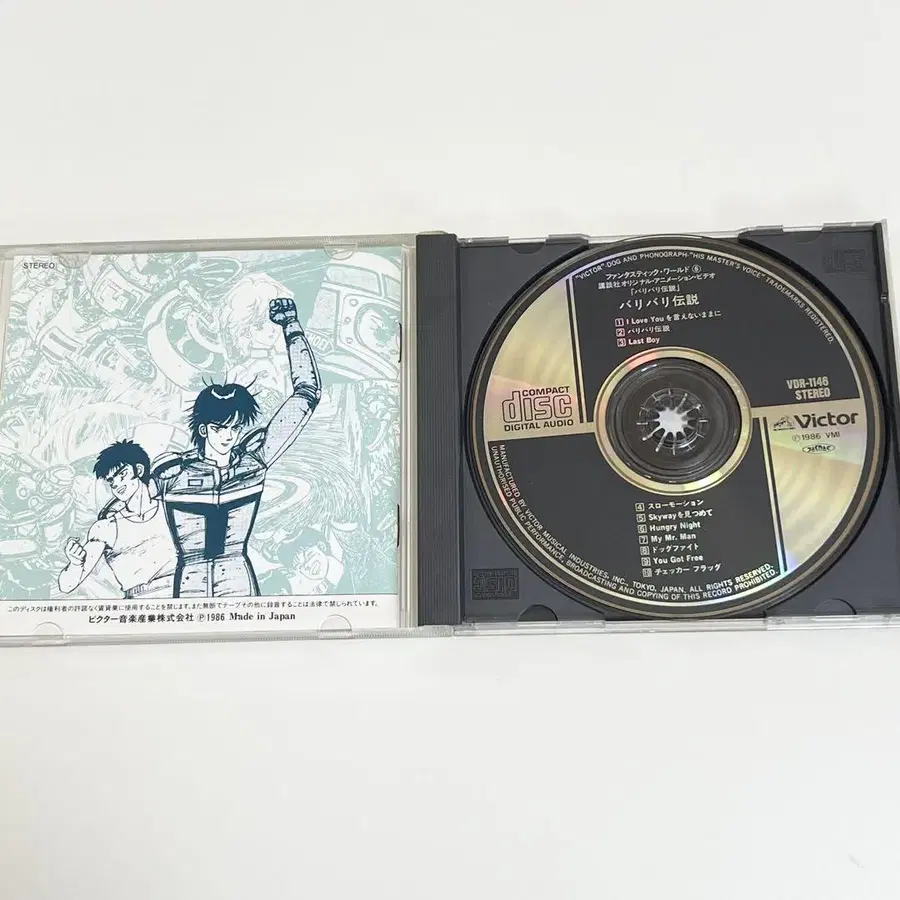 STEREO
このディスクは権利者の許諾なく賃貸業に使用することを禁じます。また無断でテープその他に録音することは法律で禁じられています。
ビクター音楽産業株式会社 Ⓟ1986 Made in Japan
"VICTOR" DOG AND PHONOGRAPH "HIS MASTER'S VOICE" TRADEMARKS REGISTERED.
ファンタスティック・ワールド⑥
講談社オリジナル・アニメーション・ビデオ
「バリバリ伝説」
バリバリ伝説
1 I Love Youを言えないままに
2 バリバリ伝説
3 Last Boy
COMPACT
disc
DIGITAL AUDIO
VDR-1146
STEREO
Victor
Ⓟ1986 VMI
4 スローモーション
5 Skywayを見つめて
6 Hungry Night
7 My Mr. Man
8 ドッグファイト
9 You Got Free
10 チェッカー フラッグ
MANUFACTURED BY VICTOR MUSICAL INDUSTRIES, INC., TOKYO, JAPAN. ALL RIGHTS RESERVED.
UNAUTHORISED PUBLIC PERFORMANCE, BROADCASTING AND COPYING OF THIS RECORD PROHIBITED.